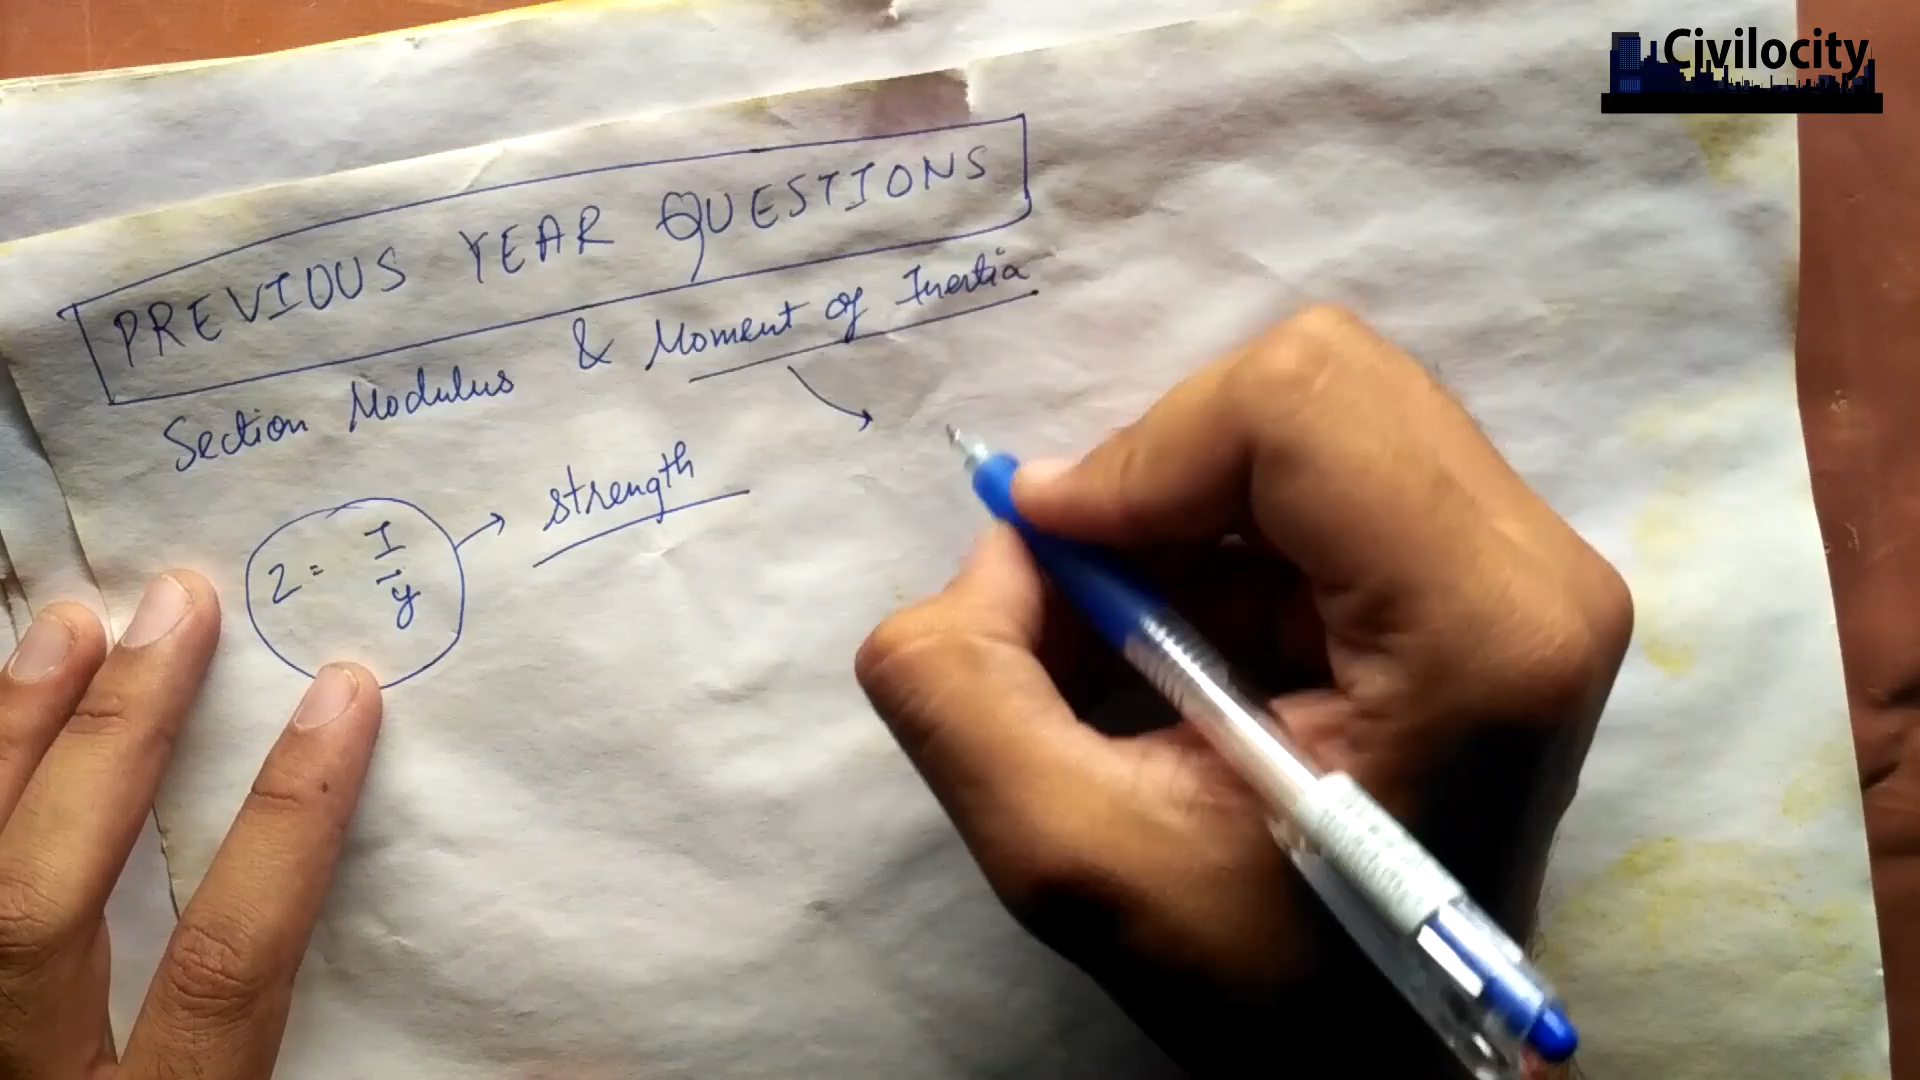 Civilocity
PREVIOUS YEAR QUESTIONS
Section Modulus & Moment of Inertia
Z = I/y → strength